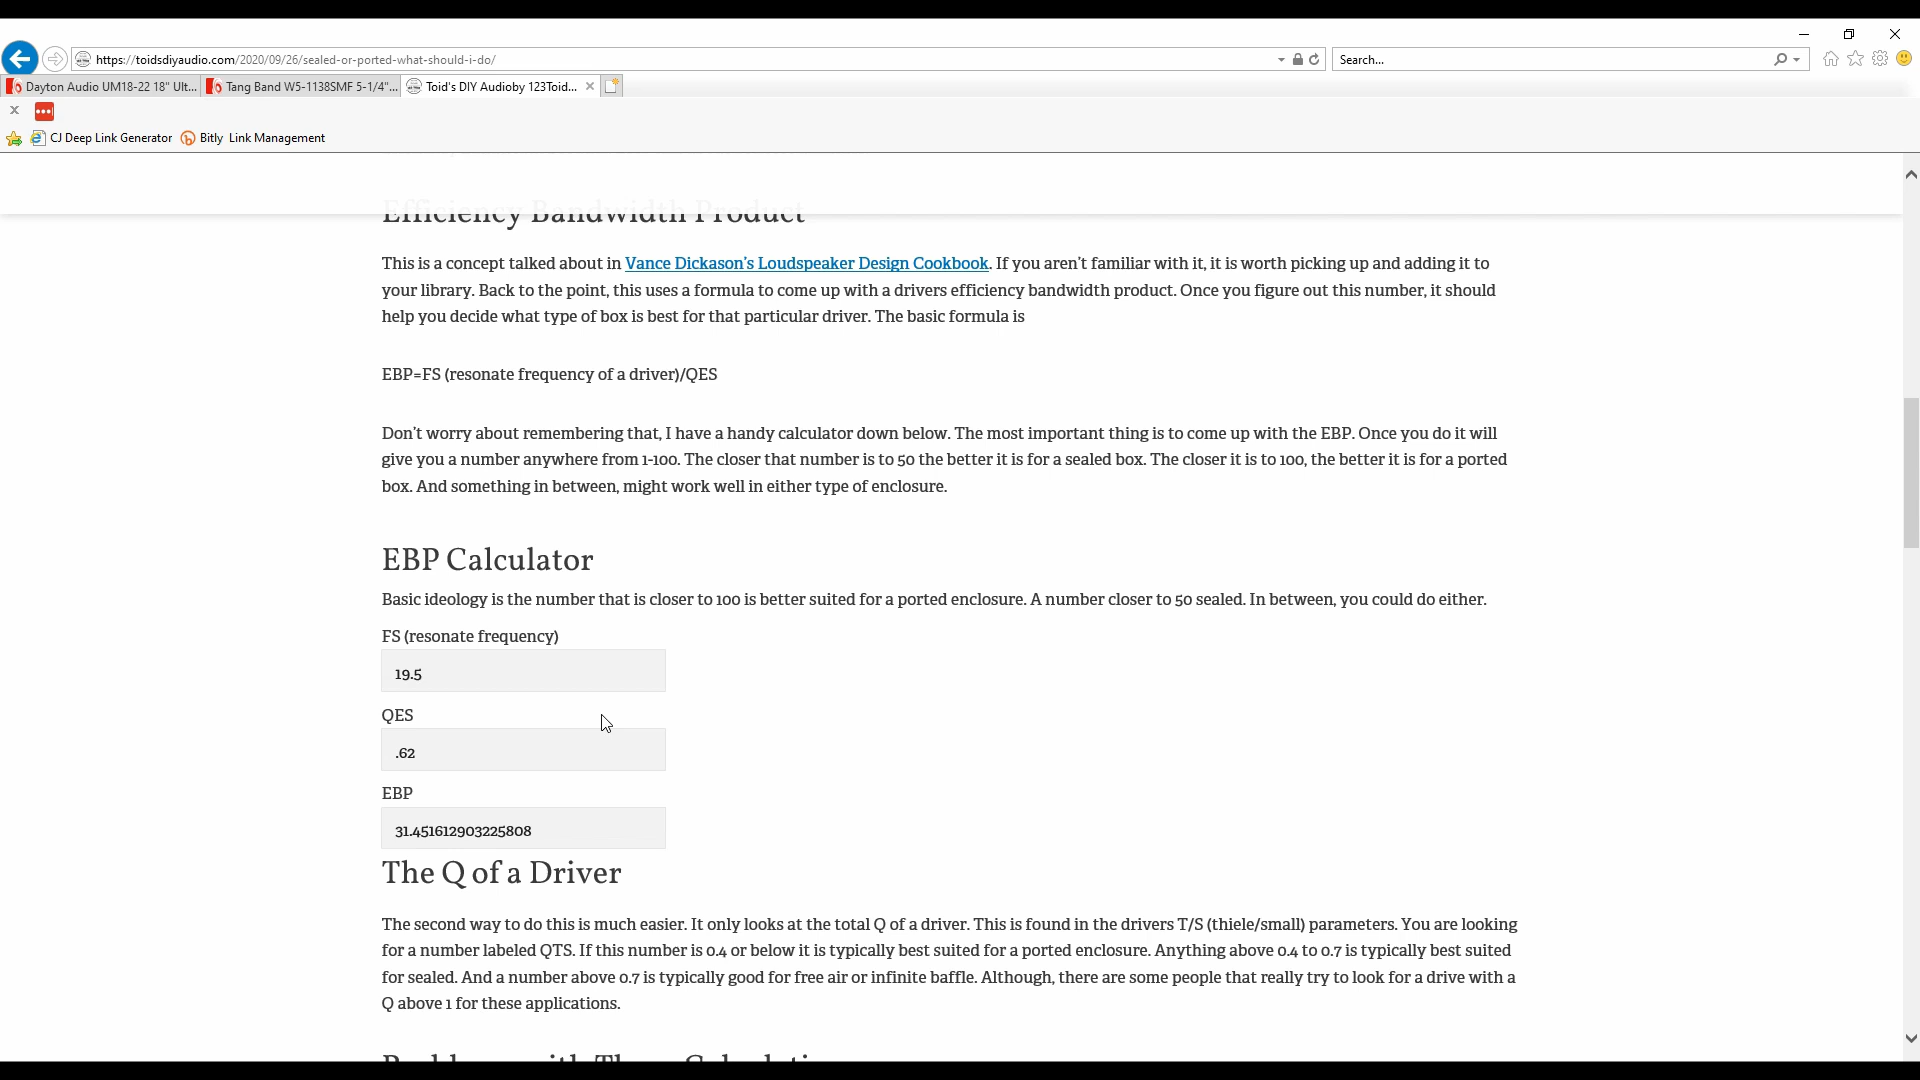 https://toidsdiyaudio.com/2020/09/26/sealed-or-ported-what-should-i-do/
Search...
Dayton Audio UM18-22 18" Ult...
Tang Band W5-1138SMF 5-1/4"...
Toid's DIY Audioby 123Toid...
CJ Deep Link Generator
Bitly Link Management
Efficiency Bandwidth Product
This is a concept talked about in Vance Dickason's Loudspeaker Design Cookbook. If you aren't familiar with it, it is worth picking up and adding it to
your library. Back to the point, this uses a formula to come up with a drivers efficiency bandwidth product. Once you figure out this number, it should
help you decide what type of box is best for that particular driver. The basic formula is
EBP=FS (resonate frequency of a driver)/QES
Don't worry about remembering that, I have a handy calculator down below. The most important thing is to come up with the EBP. Once you do it will
give you a number anywhere from 1-100. The closer that number is to 50 the better it is for a sealed box. The closer it is to 100, the better it is for a ported
box. And something in between, might work well in either type of enclosure.
EBP Calculator
Basic ideology is the number that is closer to 100 is better suited for a ported enclosure. A number closer to 50 sealed. In between, you could do either.
FS (resonate frequency)
19.5
QES
.62
EBP
31.451612903225808
The Q of a Driver
The second way to do this is much easier. It only looks at the total Q of a driver. This is found in the drivers T/S (thiele/small) parameters. You are looking
for a number labeled QTS. If this number is 0.4 or below it is typically best suited for a ported enclosure. Anything above 0.4 to 0.7 is typically best suited
for sealed. And a number above 0.7 is typically good for free air or infinite baffle. Although, there are some people that really try to look for a drive with a
Q above 1 for these applications.